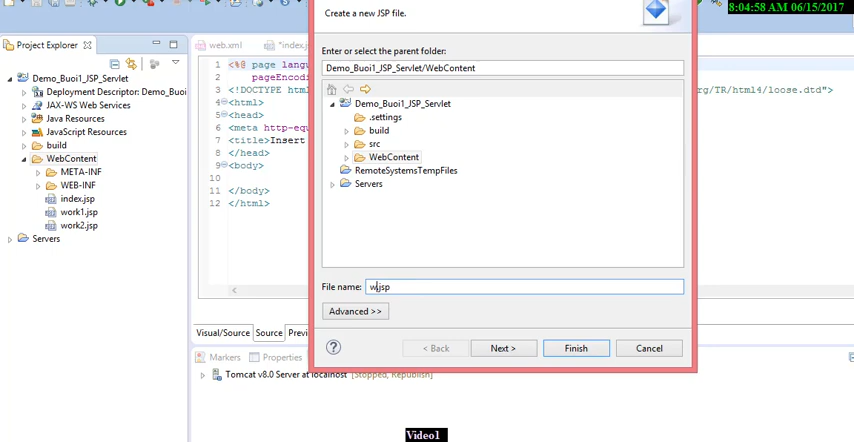 8:04:58 AM 06/15/2017
Create a new JSP file.
Project Explorer
Demo_Buoi1_JSP_Servlet
Deployment Descriptor: Demo_Buoi
JAX-WS Web Services
Java Resources
JavaScript Resources
build
WebContent
META-INF
WEB-INF
index.jsp
work1.jsp
work2.jsp
Servers
web.xml
*index.js
1 <%@ page langu
2 pageEncodi
3 <!DOCTYPE html
rg/TR/html4/loose.dtd">
4 <html>
5 <head>
6 <meta http-equ
7 <title>Insert
8 </head>
9 <body>
10
11 </body>
12 </html>
Enter or select the parent folder:
Demo_Buoi1_JSP_Servlet/WebContent
Demo_Buoi1_JSP_Servlet
.settings
build
src
WebContent
RemoteSystemsTempFiles
Servers
File name: w.jsp
Advanced >>
< Back
Next >
Finish
Cancel
Visual/Source
Source
Previ
Markers
Properties
Tomcat v8.0 Server at localhost [Stopped, Republish]
Video1